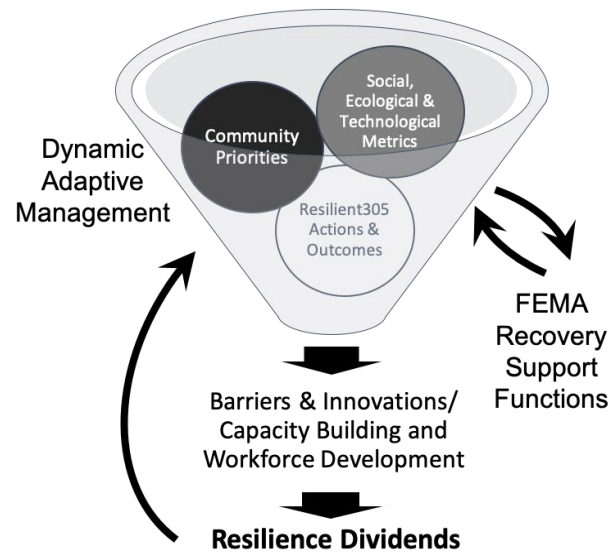 Social,
Ecological &
Technological
Metrics
Community
Priorities
Dynamic
Adaptive
Management
Resilient305
Actions &
Outcomes
FEMA
Recovery
Support
Functions
Barriers & Innovations/
Capacity Building and
Workforce Development
Resilience Dividends